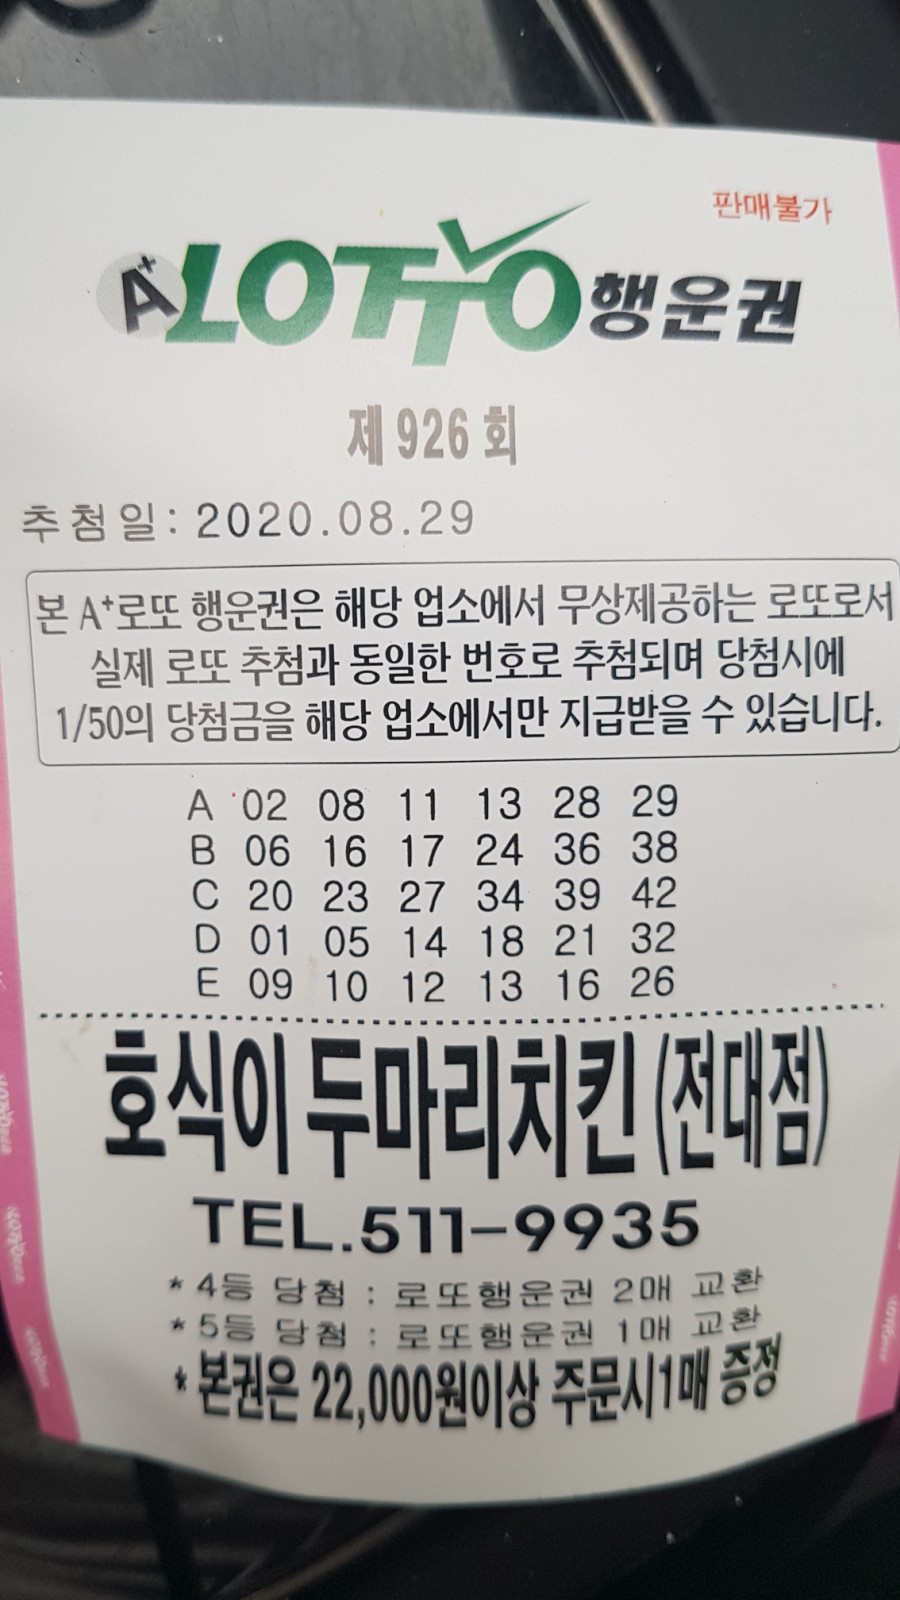 판매불가
A+ LOTTO 행운권
제 926 회
추첨일: 2020.08.29
본 A+로또 행운권은 해당 업소에서 무상제공하는 로또로서
실제 로또 추첨과 동일한 번호로 추첨되며 당첨시에
1/50의 당첨금을 해당 업소에서만 지급받을 수 있습니다.
A 02 08 11 13 28 29
B 06 16 17 24 36 38
C 20 23 27 34 39 42
D 01 05 14 18 21 32
E 09 10 12 13 16 26
호식이 두마리치킨 (전대점)
TEL.511-9935
* 4등 당첨 : 로또행운권 2매 교환
* 5등 당첨 : 로또행운권 1매 교환
* 본권은 22,000원이상 주문시1매 증정